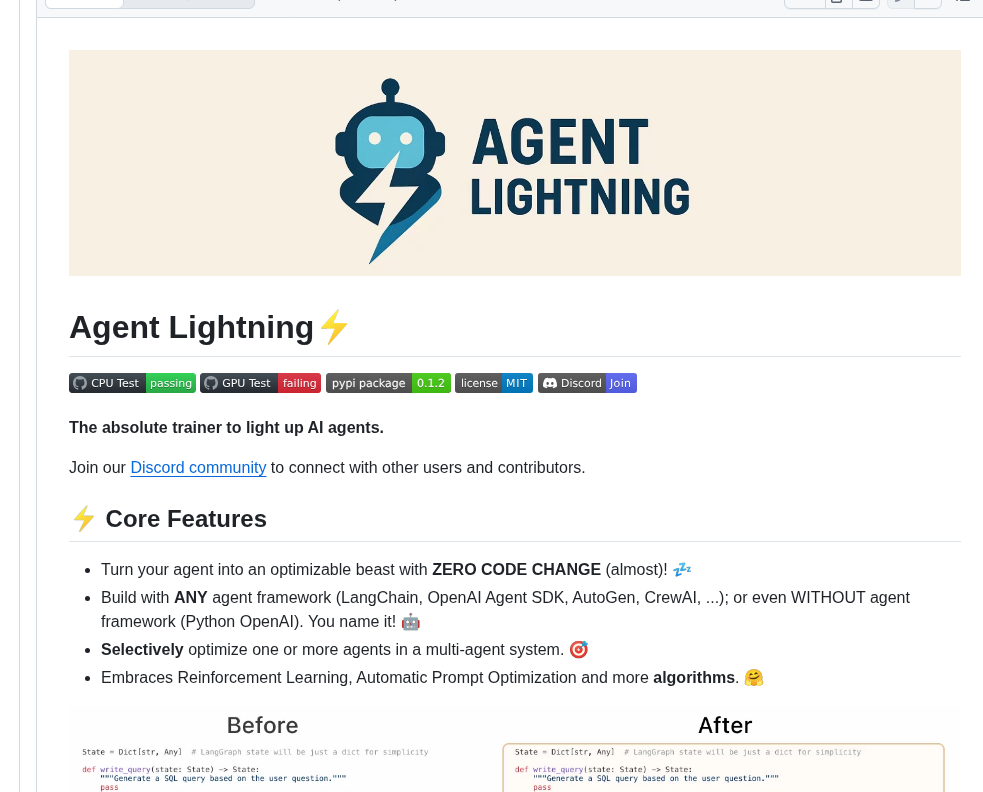 AGENT
LIGHTNING
Agent Lightning⚡
CPU Test passing GPU Test failing pypi package 0.1.2 license MIT Discord Join
The absolute trainer to light up AI agents.
Join our Discord community to connect with other users and contributors.
⚡ Core Features
• Turn your agent into an optimizable beast with ZERO CODE CHANGE (almost)! 💤
• Build with ANY agent framework (LangChain, OpenAI Agent SDK, AutoGen, CrewAI, ...); or even WITHOUT agent
framework (Python OpenAI). You name it! 🤖
• Selectively optimize one or more agents in a multi-agent system. 🎯
• Embraces Reinforcement Learning, Automatic Prompt Optimization and more algorithms. 🤗
Before
State = Dict[str, Any]  # LangGraph state will be just a dict for simplicity
def write_query(state: State) -> State:
    """Generate a SQL query based on the user question."""
    pass
After
State = Dict[str, Any]  # LangGraph state will be just a dict for simplicity
def write_query(state: State) -> State:
    """Generate a SQL query based on the user question."""
    pass